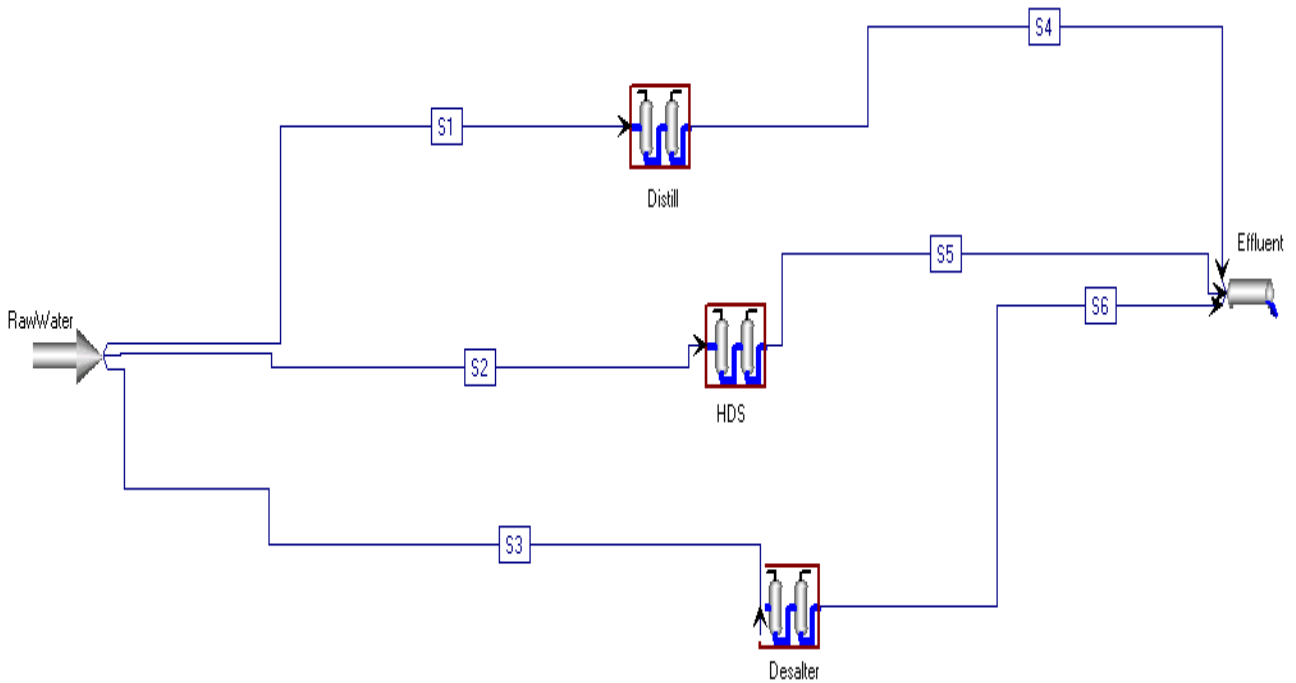 S4
S1
Distill
Effluent
S5
S6
RawWater
S2
HDS
S3
Desalter